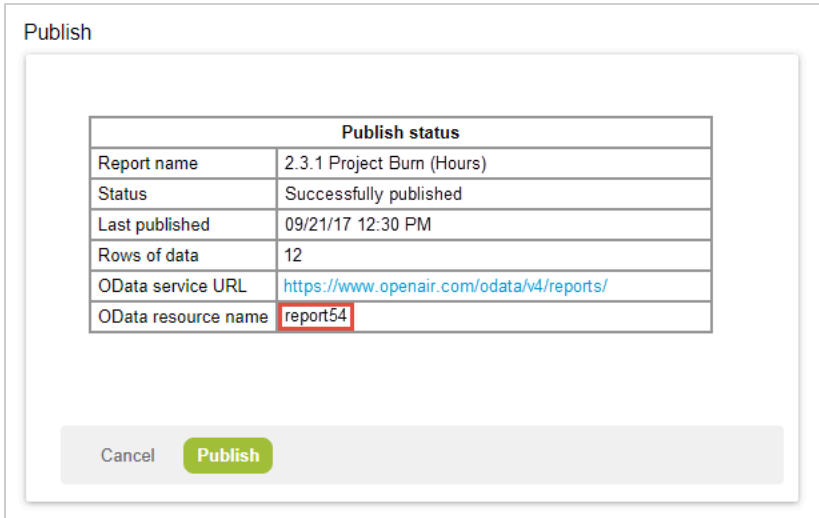 Publish
Publish status
Report name 2.3.1 Project Burn (Hours)
Status Successfully published
Last published 09/21/17 12:30 PM
Rows of data 12
OData service URL https://www.openair.com/odata/v4/reports/
OData resource name report54
Cancel Publish